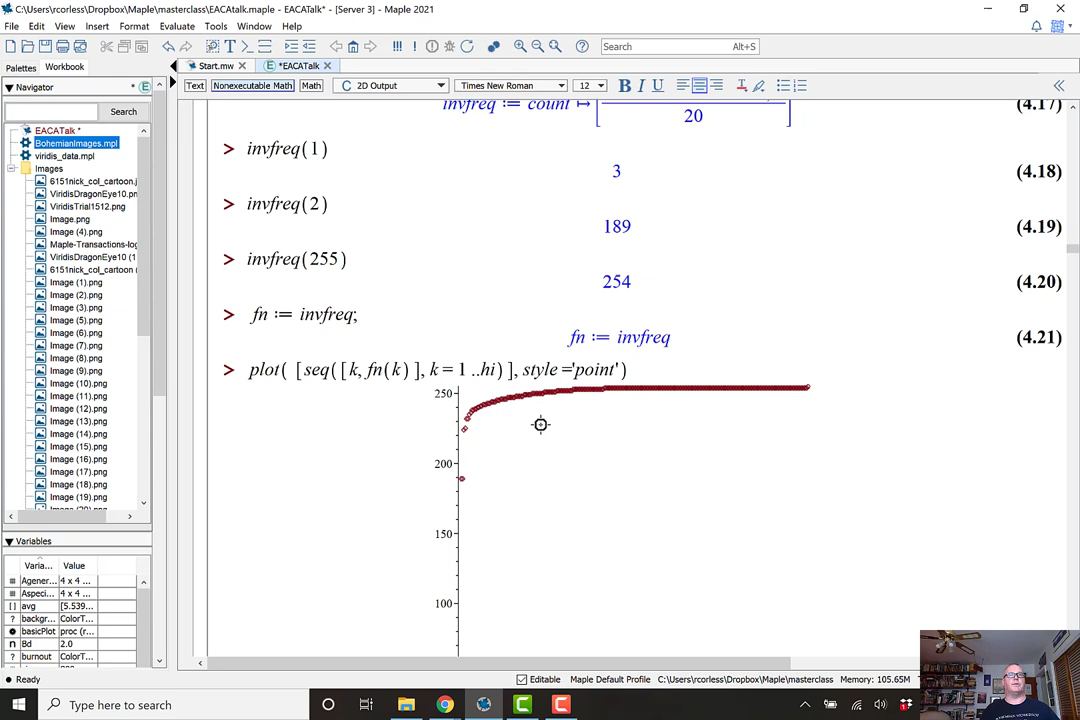 C:\Users\rcorless\Dropbox\Maple\masterclass\EACAtalk.maple - EACATalk* - [Server 3] - Maple 2021
File Edit View Insert Format Evaluate Tools Window Help
Search Alt+S
Palettes Workbook
Start.mw
*EACATalk
Navigator
Text Nonexecutable Math Math
2D Output
Times New Roman
12
B I U
Search
EACATalk *
BohemianImages.mpl
viridis_data.mpl
Images
6151nick_col_cartoon.j
ViridisDragonEye10.pn
ViridisTrial1512.png
Image.png
Image (4).png
Maple-Transactions-log
ViridisDragonEye10 (1
6151nick_col_cartoon (
Image (1).png
Image (2).png
Image (3).png
Image (5).png
Image (6).png
Image (7).png
Image (8).png
Image (9).png
Image (10).png
Image (11).png
Image (12).png
Image (13).png
Image (14).png
Image (15).png
Image (16).png
Image (17).png
Image (18).png
Image (19).png
Variables
Varia... Value
Agener... 4 x 4 ...
Aspeci... 4 x 4 ...
avg [5.539...
backgr... ColorT...
basicPlot proc (r...
Bd 2.0
burnout ColorT...
invfreq := count ↦
20
(4.17)
> invfreq(1)
3 (4.18)
> invfreq(2)
189 (4.19)
> invfreq(255)
254 (4.20)
> fn := invfreq;
fn := invfreq (4.21)
> plot( [seq([k, fn(k)], k = 1 ..hi)], style ='point')
250
200
150
100
Ready
Editable
Maple Default Profile
C:\Users\rcorless\Dropbox\Maple\masterclass
Memory: 105.65M
Type here to search